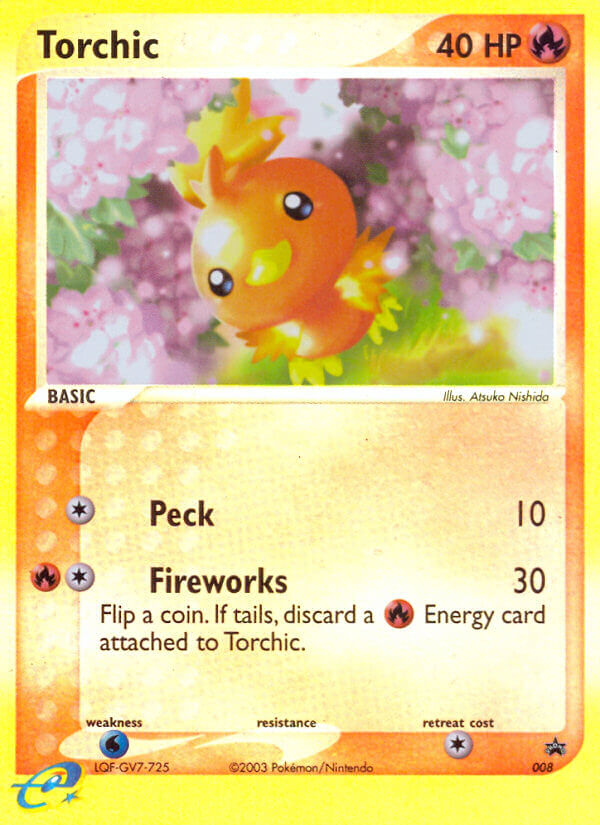 Torchic
40 HP
BASIC
Illus. Atsuko Nishida
Peck 10
Fireworks 30
Flip a coin. If tails, discard a Energy card
attached to Torchic.
weakness resistance retreat cost
LQF-GV7-725 ©2003 Pokémon/Nintendo 008